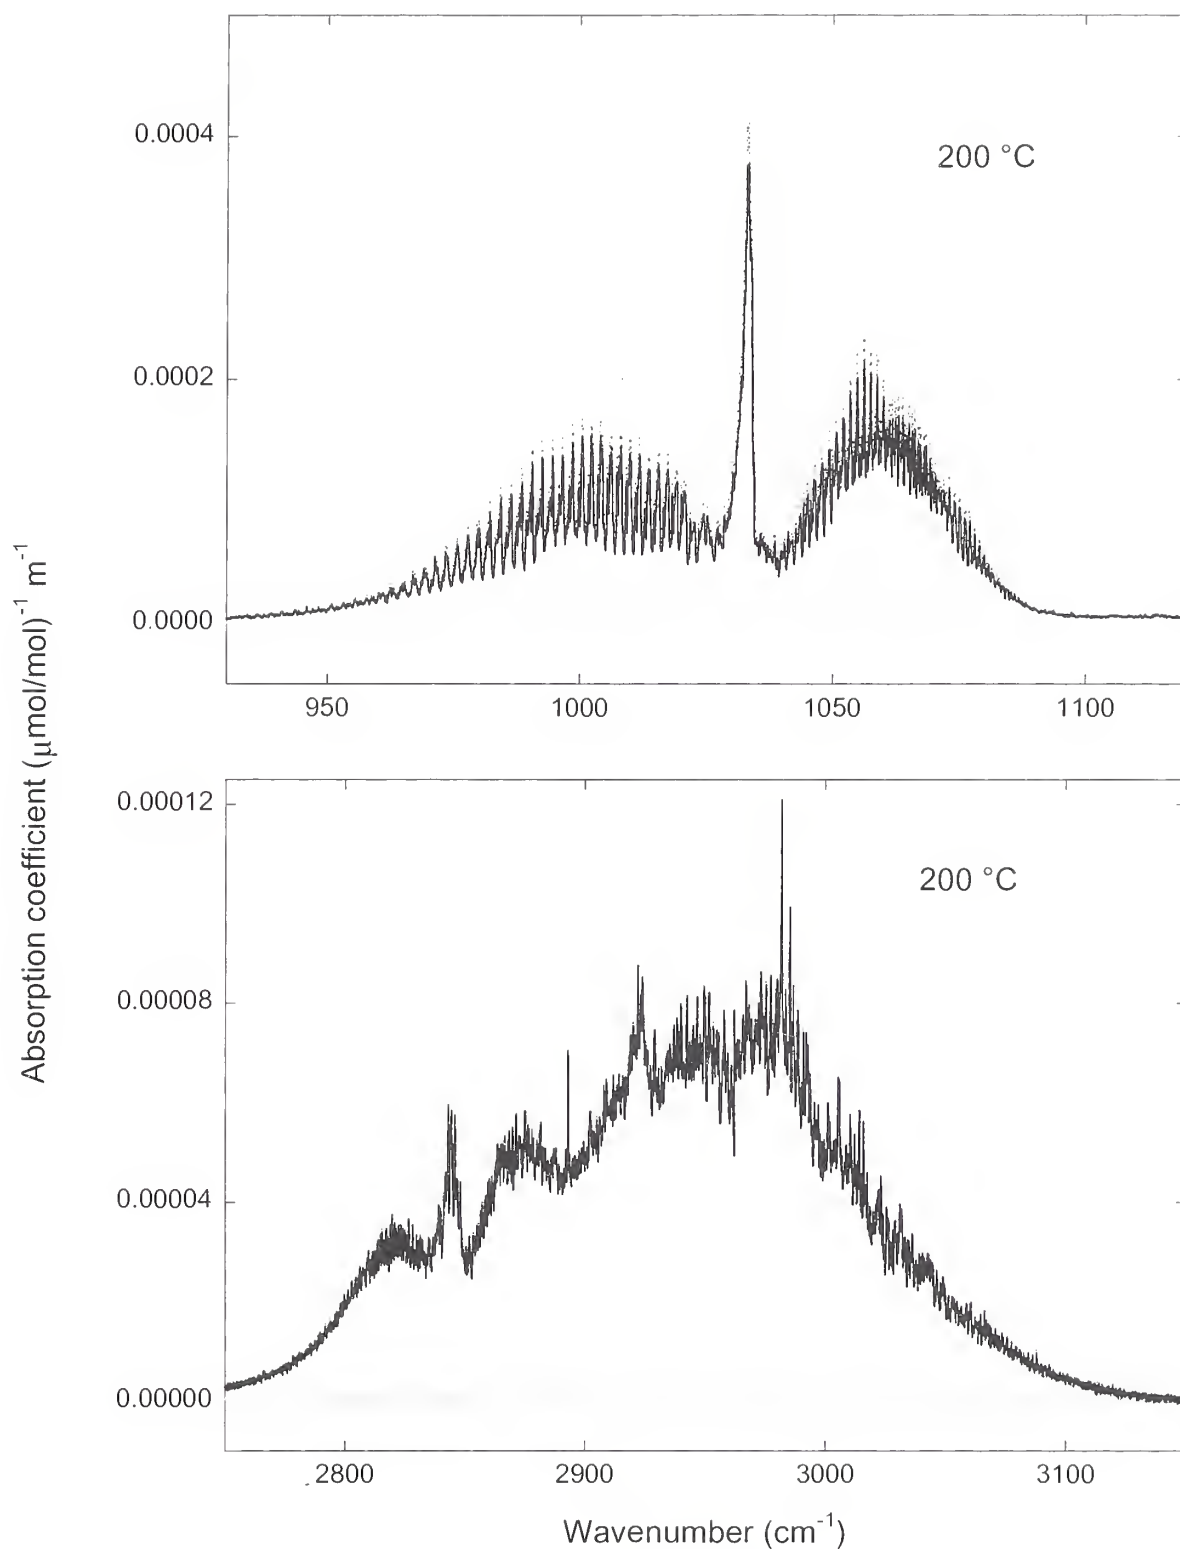 0.0004
200 °C
0.0002
0.0000
950 1000 1050 1100
Absorption coefficient (μmol/mol)⁻¹ m⁻¹
0.00012
200 °C
0.00008
0.00004
0.00000
2800 2900 3000 3100
Wavenumber (cm⁻¹)